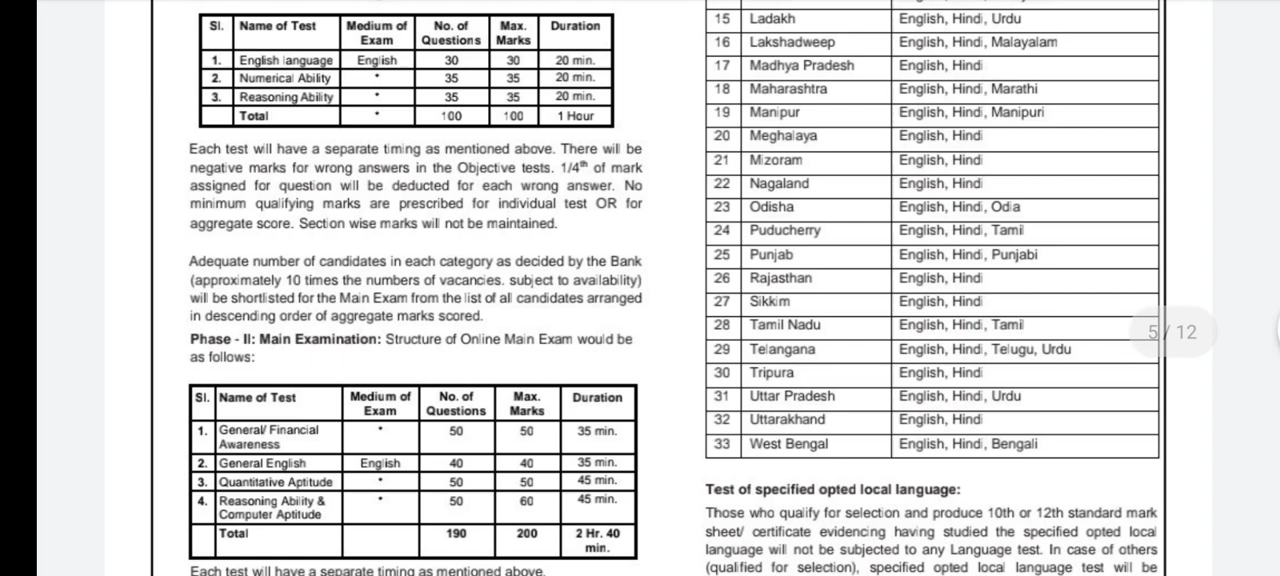 Sl. Name of Test Medium of Exam No. of Questions Max. Marks Duration
1. English language English 30 30 20 min.
2. Numerical Ability * 35 35 20 min.
3. Reasoning Ability * 35 35 20 min.
Total * 100 100 1 Hour
Each test will have a separate timing as mentioned above. There will be
negative marks for wrong answers in the Objective tests. 1/4th of mark
assigned for question will be deducted for each wrong answer. No
minimum qualifying marks are prescribed for individual test OR for
aggregate score. Section wise marks will not be maintained.
Adequate number of candidates in each category as decided by the Bank
(approximately 10 times the numbers of vacancies. subject to availability)
will be shortlisted for the Main Exam from the list of all candidates arranged
in descending order of aggregate marks scored.
Phase - II: Main Examination: Structure of Online Main Exam would be
as follows:
Sl. Name of Test Medium of Exam No. of Questions Max. Marks Duration
1. General/ Financial Awareness * 50 50 35 min.
2. General English English 40 40 35 min.
3. Quantitative Aptitude * 50 50 45 min.
4. Reasoning Ability & Computer Aptitude * 50 60 45 min.
Total 190 200 2 Hr. 40 min.
Each test will have a separate timing as mentioned above.
15 Ladakh English, Hindi, Urdu
16 Lakshadweep English, Hindi, Malayalam
17 Madhya Pradesh English, Hindi
18 Maharashtra English, Hindi, Marathi
19 Manipur English, Hindi, Manipuri
20 Meghalaya English, Hindi
21 Mizoram English, Hindi
22 Nagaland English, Hindi
23 Odisha English, Hindi, Odia
24 Puducherry English, Hindi, Tamil
25 Punjab English, Hindi, Punjabi
26 Rajasthan English, Hindi
27 Sikkim English, Hindi
28 Tamil Nadu English, Hindi, Tamil
29 Telangana English, Hindi, Telugu, Urdu
30 Tripura English, Hindi
31 Uttar Pradesh English, Hindi, Urdu
32 Uttarakhand English, Hindi
33 West Bengal English, Hindi, Bengali
Test of specified opted local language:
Those who qualify for selection and produce 10th or 12th standard mark
sheet/ certificate evidencing having studied the specified opted local
language will not be subjected to any Language test. In case of others
(qualified for selection), specified opted local language test will be
5 / 12